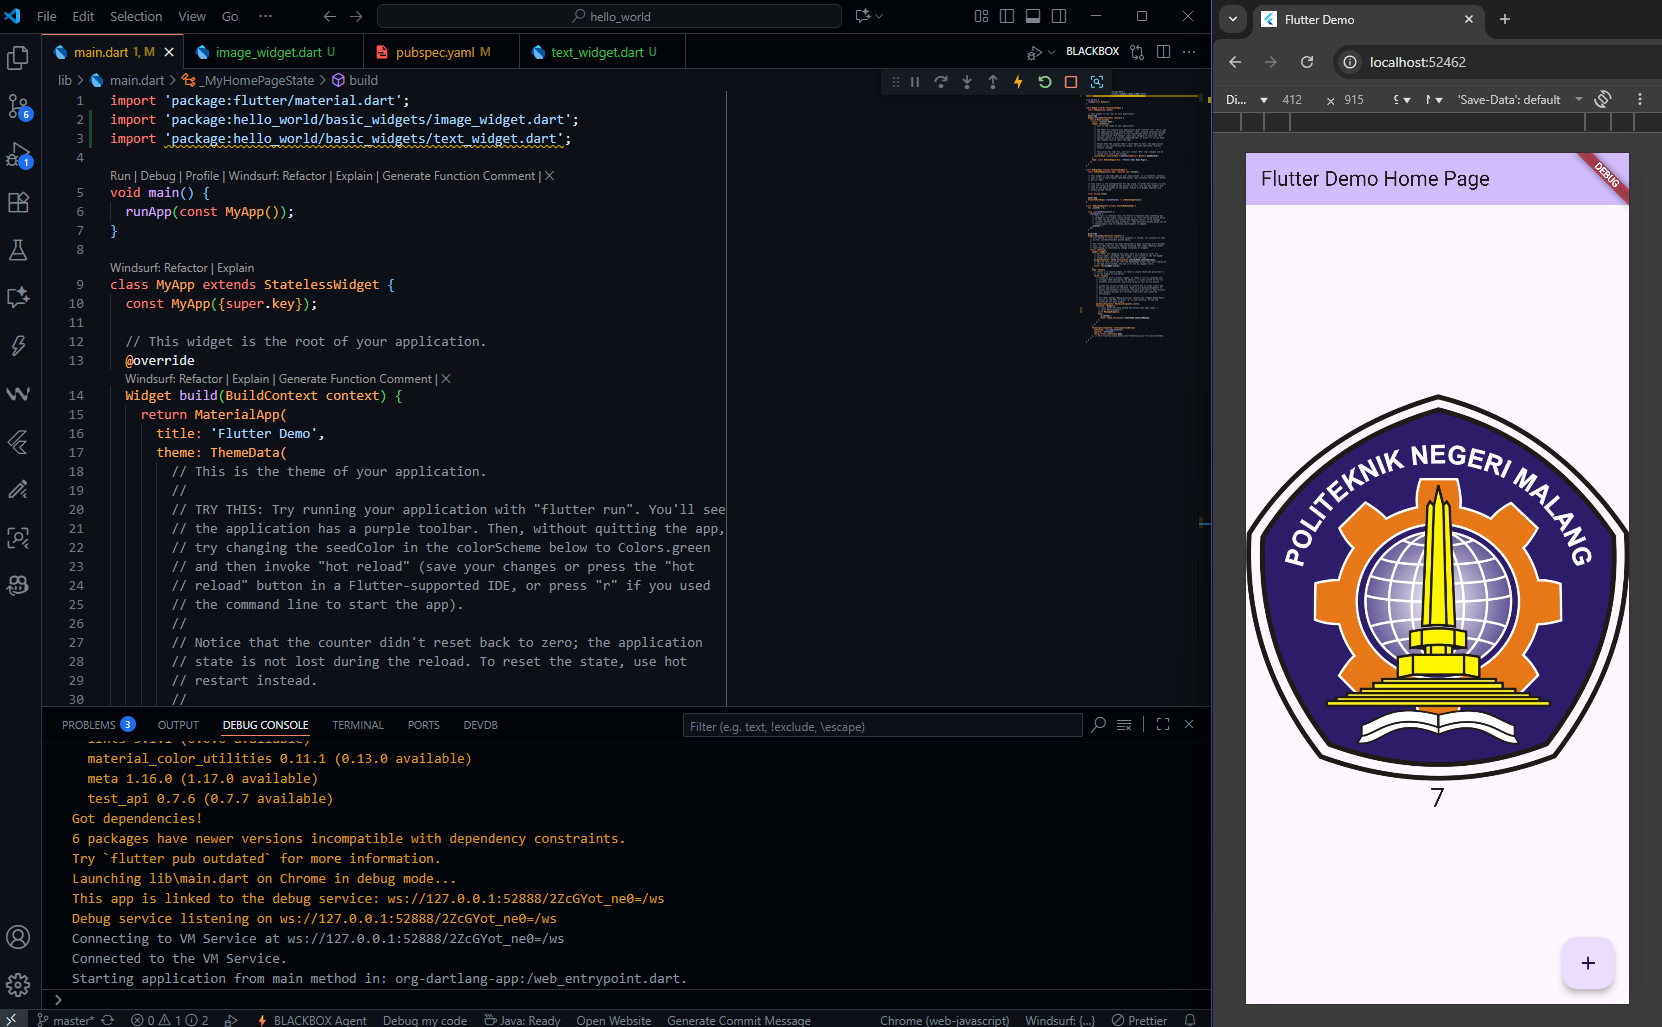 File Edit Selection View Go ··· hello_world
main.dart 1, M image_widget.dart U pubspec.yaml M text_widget.dart U BLACKBOX
lib > main.dart > _MyHomePageState > build
1 import 'package:flutter/material.dart';
2 import 'package:hello_world/basic_widgets/image_widget.dart';
3 import 'package:hello_world/basic_widgets/text_widget.dart';
4
Run | Debug | Profile | Windsurf: Refactor | Explain | Generate Function Comment | ×
5 void main() {
6 runApp(const MyApp());
7 }
8
Windsurf: Refactor | Explain
9 class MyApp extends StatelessWidget {
10 const MyApp({super.key});
11
12 // This widget is the root of your application.
13 @override
Windsurf: Refactor | Explain | Generate Function Comment | ×
14 Widget build(BuildContext context) {
15 return MaterialApp(
16 title: 'Flutter Demo',
17 theme: ThemeData(
18 // This is the theme of your application.
19 //
20 // TRY THIS: Try running your application with "flutter run". You'll see
21 // the application has a purple toolbar. Then, without quitting the app,
22 // try changing the seedColor in the colorScheme below to Colors.green
23 // and then invoke "hot reload" (save your changes or press the "hot
24 // reload" button in a Flutter-supported IDE, or press "r" if you used
25 // the command line to start the app).
26 //
27 // Notice that the counter didn't reset back to zero; the application
28 // state is not lost during the reload. To reset the state, use hot
29 // restart instead.
30 //
6
1
PROBLEMS 3 OUTPUT DEBUG CONSOLE TERMINAL PORTS DEVDB Filter (e.g. text, !exclude, \escape)
material_color_utilities 0.11.1 (0.13.0 available)
meta 1.16.0 (1.17.0 available)
test_api 0.7.6 (0.7.7 available)
Got dependencies!
6 packages have newer versions incompatible with dependency constraints.
Try `flutter pub outdated` for more information.
Launching lib\main.dart on Chrome in debug mode...
This app is linked to the debug service: ws://127.0.0.1:52888/2ZcGYot_ne0=/ws
Debug service listening on ws://127.0.0.1:52888/2ZcGYot_ne0=/ws
Connecting to VM Service at ws://127.0.0.1:52888/2ZcGYot_ne0=/ws
Connected to the VM Service.
Starting application from main method in: org-dartlang-app:/web_entrypoint.dart.
master* 0 1 2 BLACKBOX Agent Debug my code Java: Ready Open Website Generate Commit Message Chrome (web-javascript) Windsurf: {...} Prettier
Flutter Demo
localhost:52462
Di... 412 × 915 'Save-Data': default
Flutter Demo Home Page
DEBUG
POLITEKNIK NEGERI MALANG
7
+